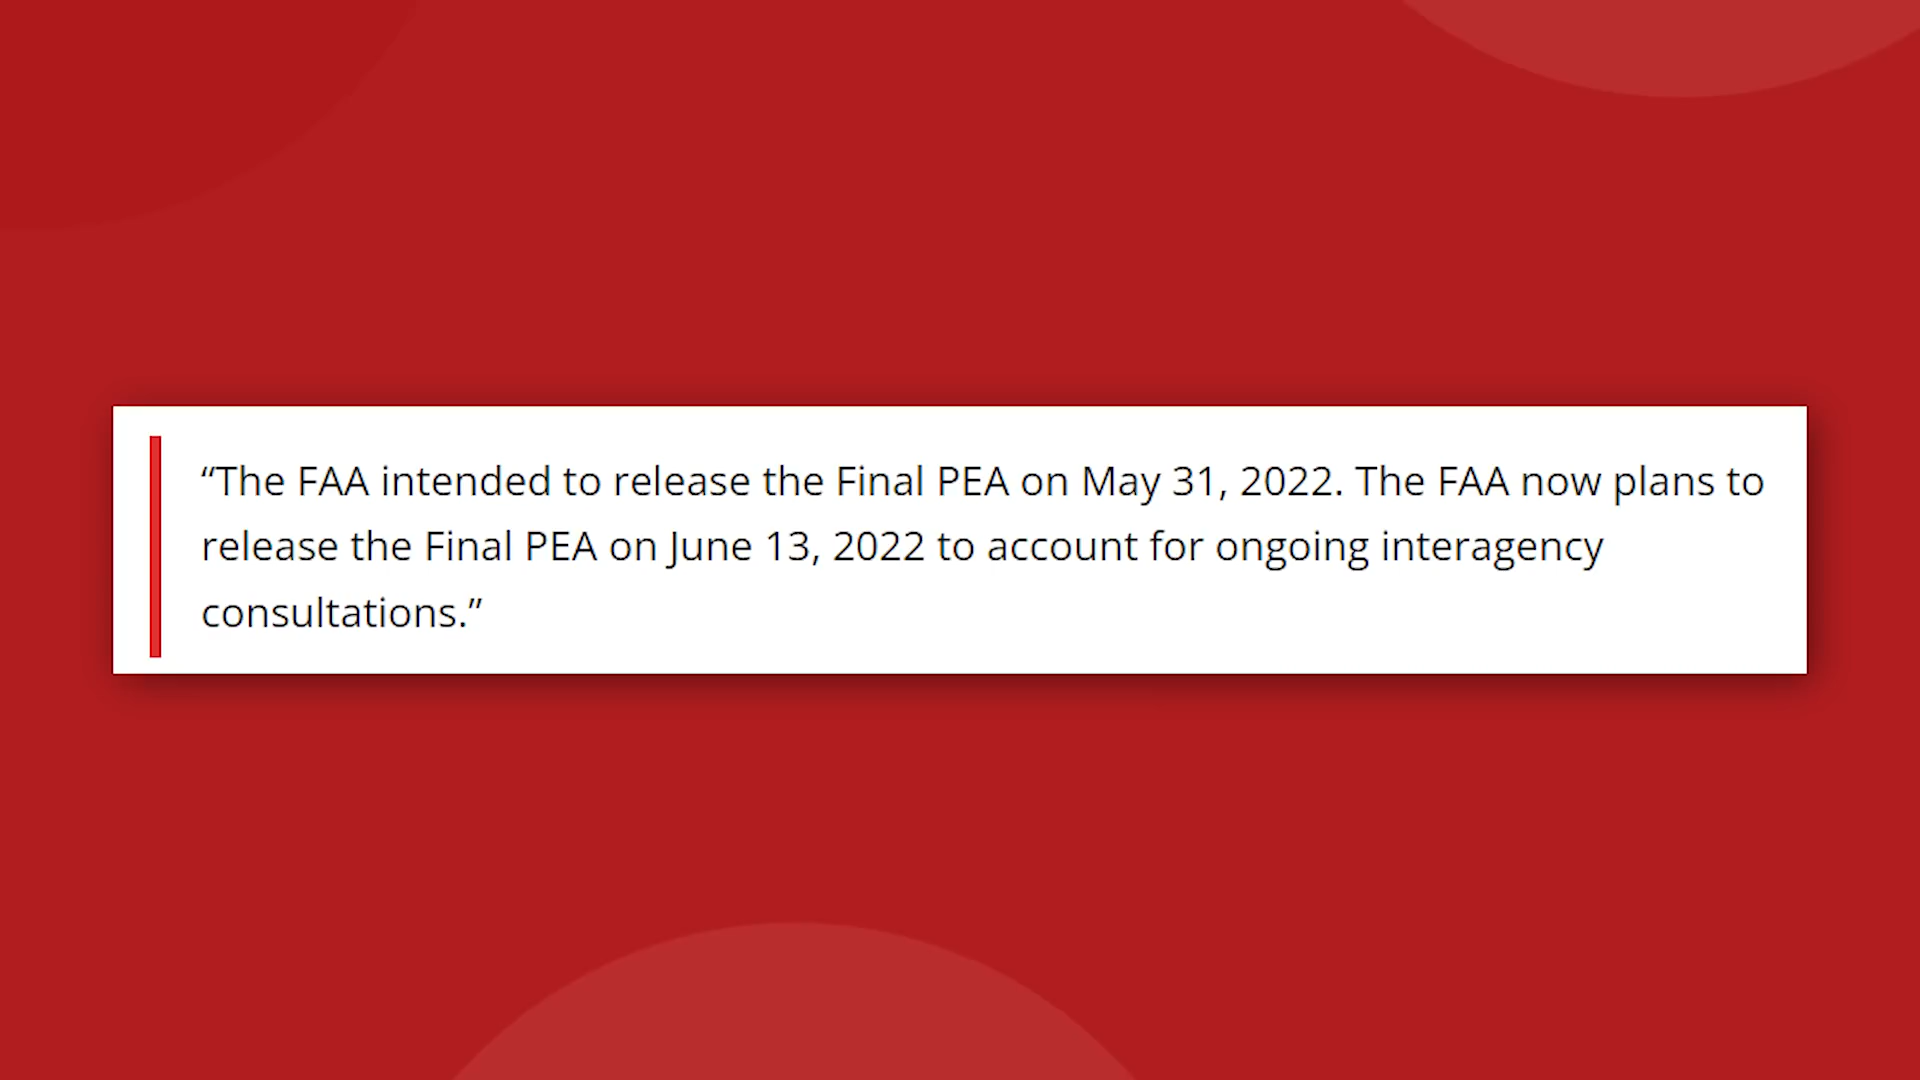 “The FAA intended to release the Final PEA on May 31, 2022. The FAA now plans to
release the Final PEA on June 13, 2022 to account for ongoing interagency
consultations.”